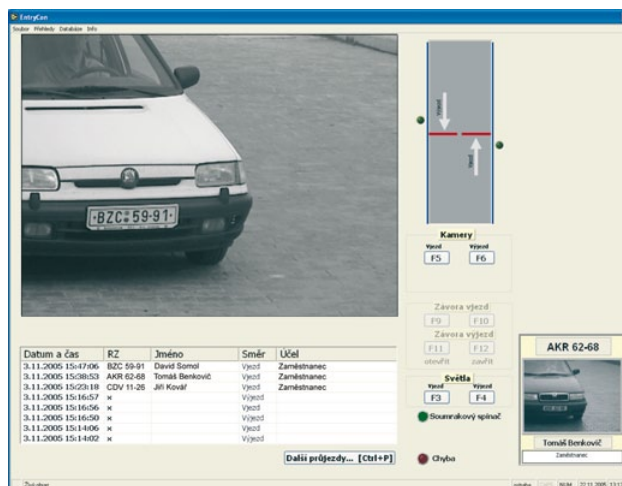 EntryCon
Soubor Přehledy Databáze Info
BZC 59-91
Vjezd
Vjezd
Kamery
Vjezd Výjezd
F5 F6
Závora vjezd
F9 F10
Závora výjezd
F11 F12
otevřít zavřít
Světla
Vjezd Výjezd
F3 F4
Soumrakový spínač
Chyba
Datum a čas RZ Jméno Směr Účel
3.11.2005 15:47:06 BZC 59-91 David Somol Vjezd Zaměstnanec
3.11.2005 15:38:53 AKR 62-68 Tomáš Benkovič Vjezd Zaměstnanec
3.11.2005 15:23:18 CDV 11-26 Jiří Kovář Vjezd Zaměstnanec
3.11.2005 15:16:57 × Vjezd
3.11.2005 15:16:56 × Vjezd
3.11.2005 15:16:50 × Vjezd
3.11.2005 15:14:06 × Výjezd
3.11.2005 15:14:02 × Vjezd
Další průjezdy... [Ctrl+P]
AKR 62-68
Tomáš Benkovič
Zaměstnanec
NUM